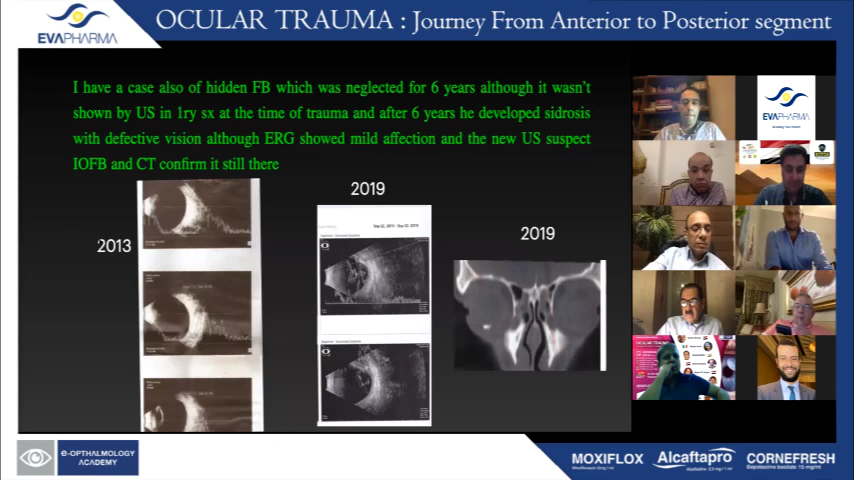 OCULAR TRAUMA : Journey From Anterior to Posterior segment
EVAPHARMA
I have a case also of hidden FB which was neglected for 6 years although it wasn't
shown by US in 1ry sx at the time of trauma and after 6 years he developed sidrosis
with defective vision although ERG showed mild affection and the new US suspect
IOFB and CT confirm it still there
2019
2013
2019
EVAPHARMA
OCULAR TRAUMA
e-OPTHALMOLOGY
ACADEMY
MOXIFLOX
Alcaftapro
CORNEFRESH